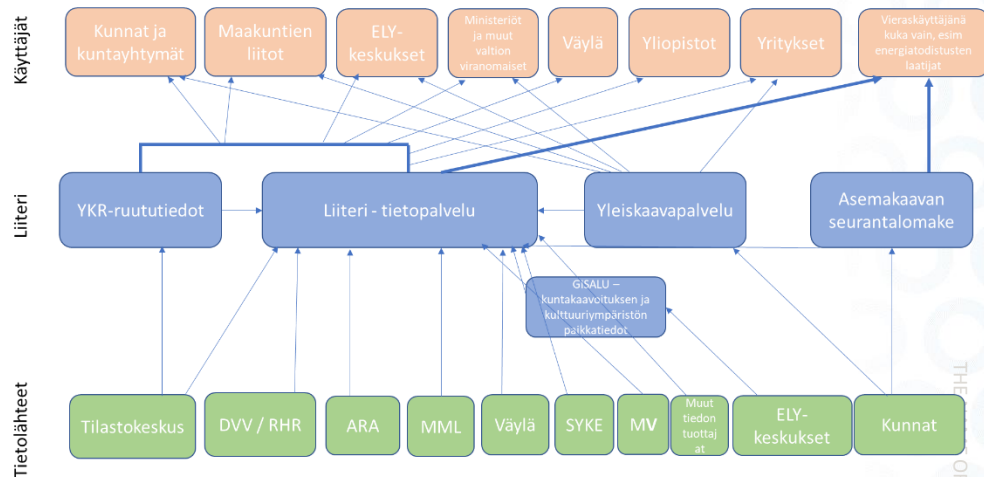 Käyttäjät
Kunnat ja
kuntayhtymät
Maakuntien
liitot
ELY-
keskukset
Ministeriöt
ja muut
valtion
viranomaiset
Väylä
Yliopistot
Yritykset
Vieraskäyttäjänä
kuka vain, esim
energiatodistusten
laatijat
Liiteri
YKR-ruututiedot
Liiteri - tietopalvelu
Yleiskaavapalvelu
Asemakaavan
seurantalomake
GISALU –
kuntakaavoituksen ja
kulttuuriympäristön
paikkatiedot
Tietolähteet
Tilastokeskus
DVV / RHR
ARA
MML
Väylä
SYKE
MV
Muut
tiedon
tuottaj
at
ELY-
keskukset
Kunnat